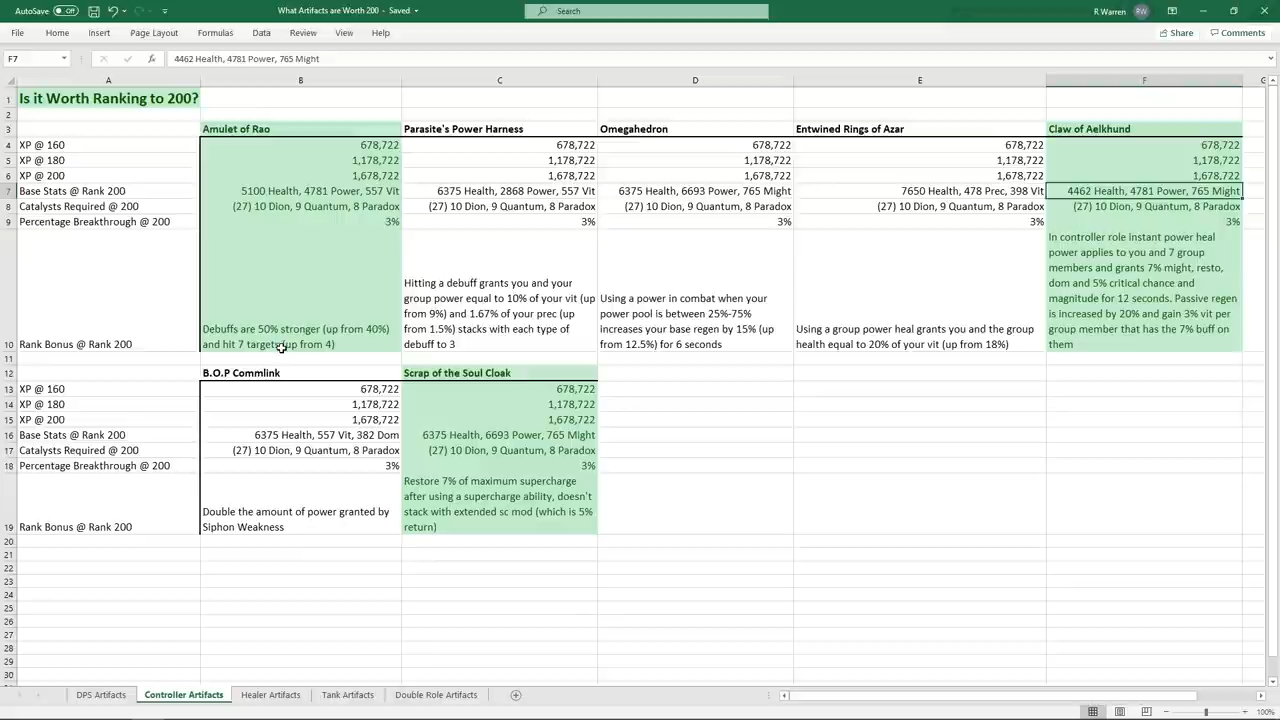 AutoSave Off What Artifacts are Worth 200 - Saved Search R Warren RW
File Home Insert Page Layout Formulas Data Review View Help Share Comments
F7 fx 4462 Health, 4781 Power, 765 Might
A B C D E F G
1 Is it Worth Ranking to 200?
2
3 Amulet of Rao Parasite's Power Harness Omegahedron Entwined Rings of Azar Claw of Aelkhund
4 XP @ 160 678,722 678,722 678,722 678,722 678,722
5 XP @ 180 1,178,722 1,178,722 1,178,722 1,178,722 1,178,722
6 XP @ 200 1,678,722 1,678,722 1,678,722 1,678,722 1,678,722
7 Base Stats @ Rank 200 5100 Health, 4781 Power, 557 Vit 6375 Health, 2868 Power, 557 Vit 6375 Health, 6693 Power, 765 Might 7650 Health, 478 Prec, 398 Vit 4462 Health, 4781 Power, 765 Might
8 Catalysts Required @ 200 (27) 10 Dion, 9 Quantum, 8 Paradox (27) 10 Dion, 9 Quantum, 8 Paradox (27) 10 Dion, 9 Quantum, 8 Paradox (27) 10 Dion, 9 Quantum, 8 Paradox (27) 10 Dion, 9 Quantum, 8 Paradox
9 Percentage Breakthrough @ 200 3% 3% 3% 3% 3%
10 Rank Bonus @ Rank 200
Debuffs are 50% stronger (up from 40%)
and hit 7 targets (up from 4)
Hitting a debuff grants you and your
group power equal to 10% of your vit (up
from 9%) and 1.67% of your prec (up
from 1.5%) stacks with each type of
debuff to 3
Using a power in combat when your
power pool is between 25%-75%
increases your base regen by 15% (up
from 12.5%) for 6 seconds
Using a group power heal grants you and the group
health equal to 20% of your vit (up from 18%)
In controller role instant power heal
power applies to you and 7 group
members and grants 7% might, resto,
dom and 5% critical chance and
magnitude for 12 seconds. Passive regen
is increased by 20% and gain 3% vit per
group member that has the 7% buff on
them
11
12 B.O.P Commlink Scrap of the Soul Cloak
13 XP @ 160 678,722 678,722
14 XP @ 180 1,178,722 1,178,722
15 XP @ 200 1,678,722 1,678,722
16 Base Stats @ Rank 200 6375 Health, 557 Vit, 382 Dom 6375 Health, 6693 Power, 765 Might
17 Catalysts Required @ 200 (27) 10 Dion, 9 Quantum, 8 Paradox (27) 10 Dion, 9 Quantum, 8 Paradox
18 Percentage Breakthrough @ 200 3% 3%
19 Rank Bonus @ Rank 200
Double the amount of power granted by
Siphon Weakness
Restore 7% of maximum supercharge
after using a supercharge ability, doesn't
stack with extended sc mod (which is 5%
return)
20
21
22
23
24
25
26
27
28
29
30
DPS Artifacts Controller Artifacts Healer Artifacts Tank Artifacts Double Role Artifacts
100%